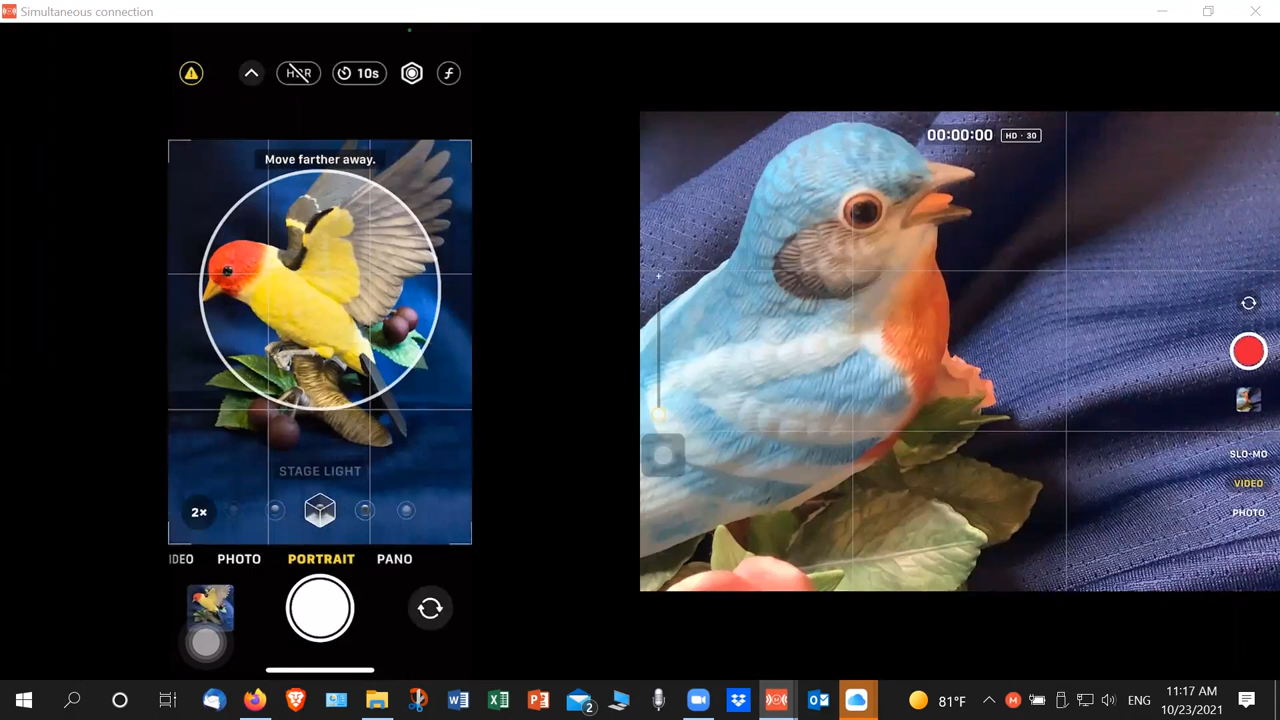 Simultaneous connection
HDR
10s
Move farther away.
STAGE LIGHT
2×
IDEO
PHOTO
PORTRAIT
PANO
00:00:00
HD · 30
SLO-MO
VIDEO
PHOTO
2
81°F
ENG
11:17 AM
10/23/2021